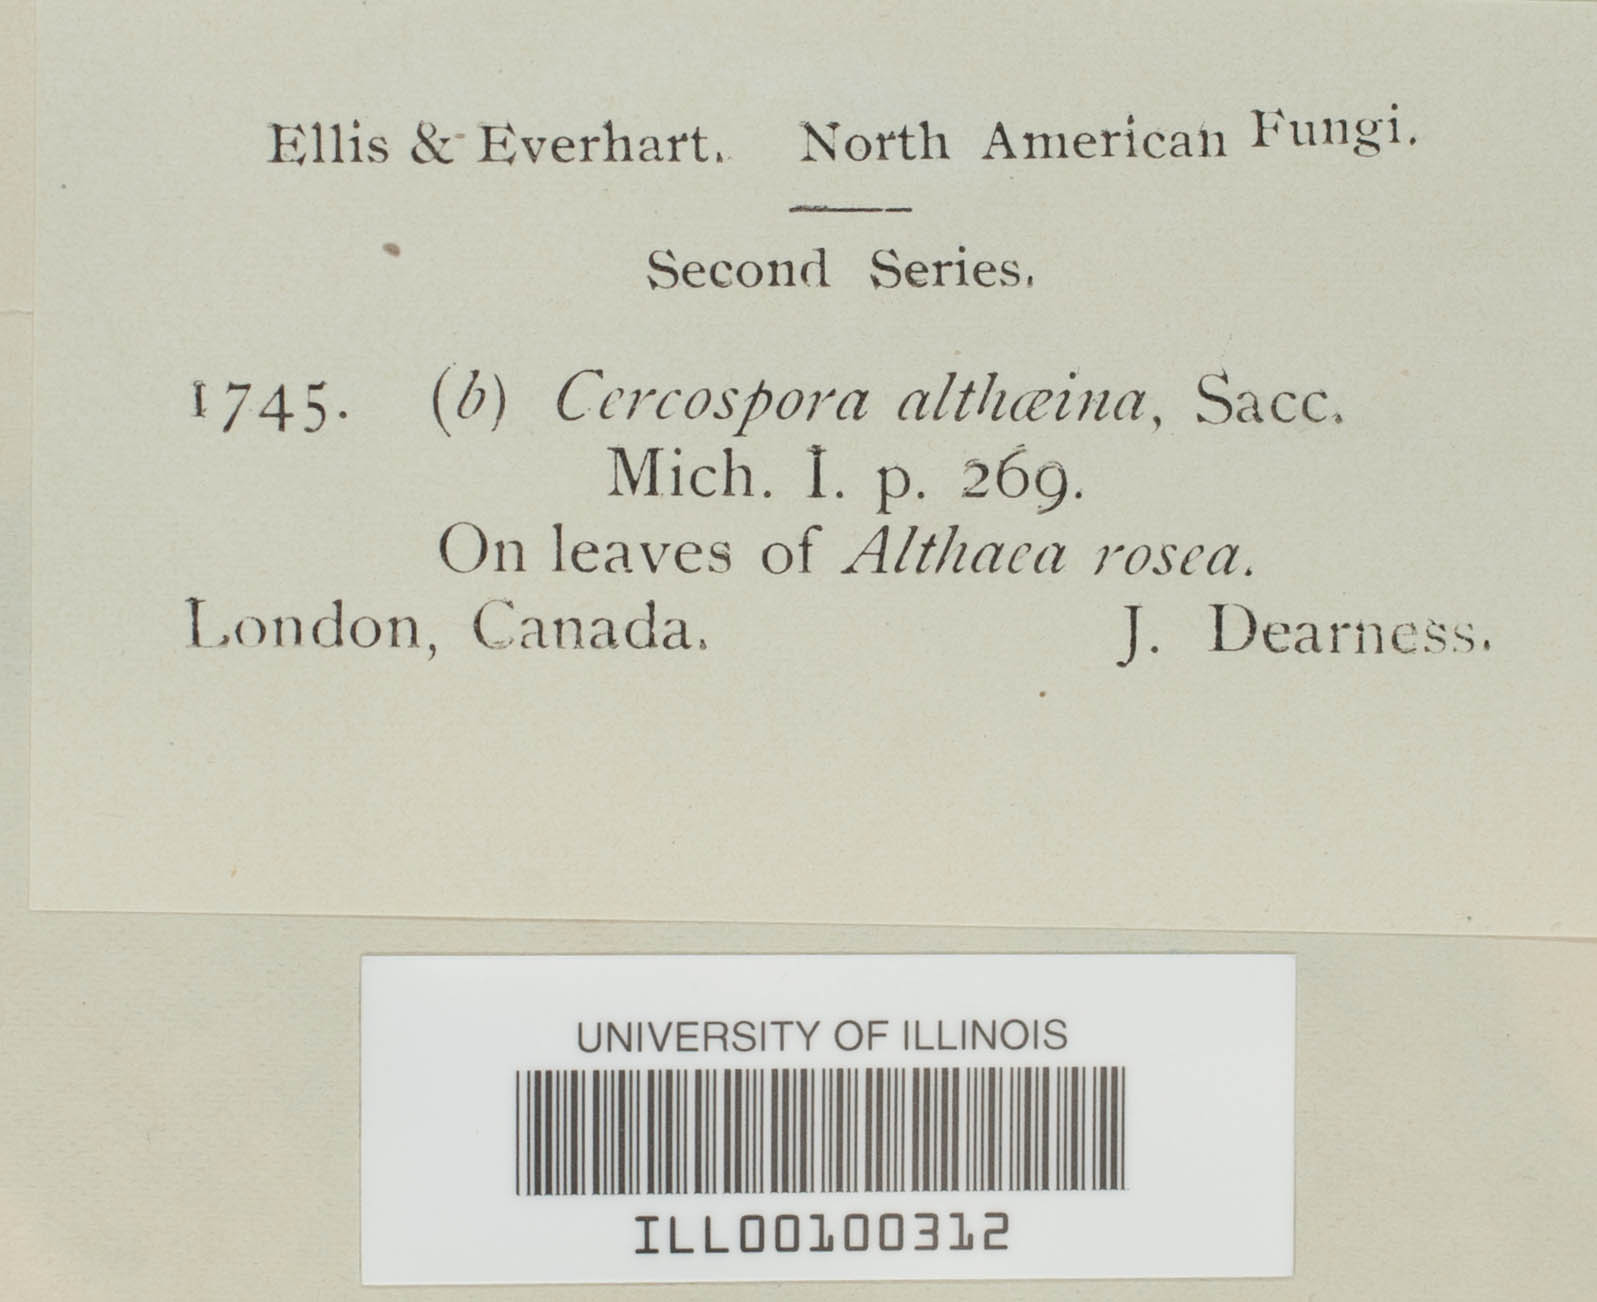 Ellis & Everhart. North American Fungi.
Second Series.
1745. (b) Cercospora althæina, Sacc.
Mich. I. p. 269.
On leaves of Althaea rosea.
London, Canada. J. Dearness.
UNIVERSITY OF ILLINOIS
ILL00100312